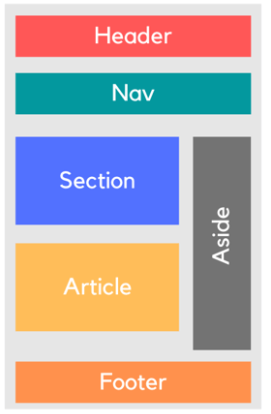 Header
Nav
Section
Aside
Article
Footer